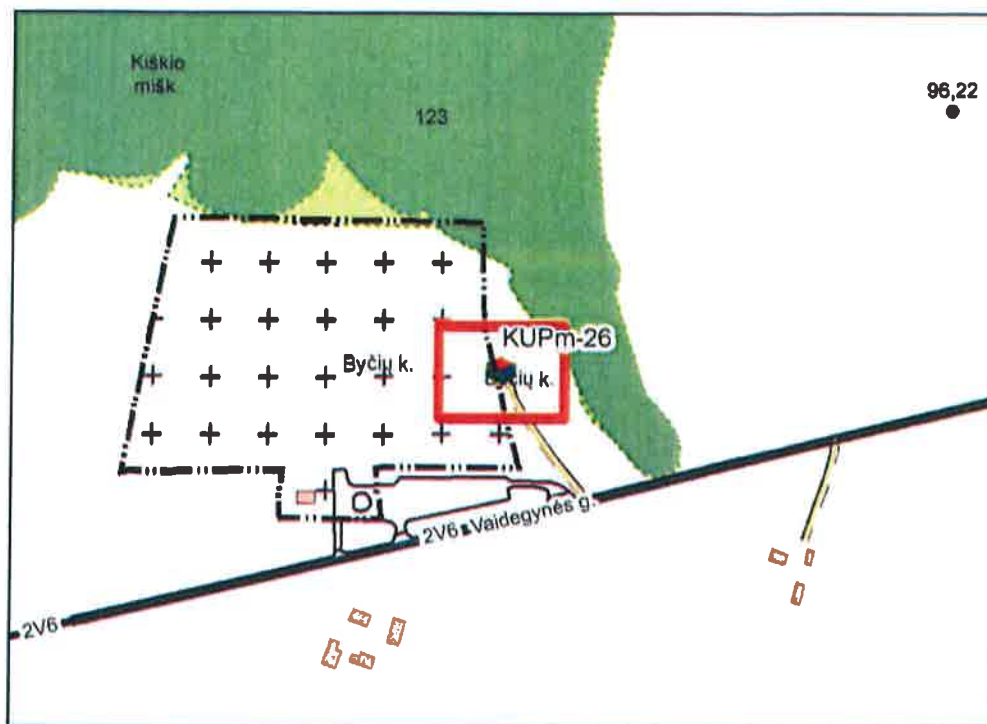 Kiškio
mišk
123
96,22
KUPm-26
Byčių k.
Byčių k.
2V6 Vaidegynės g.
2V6